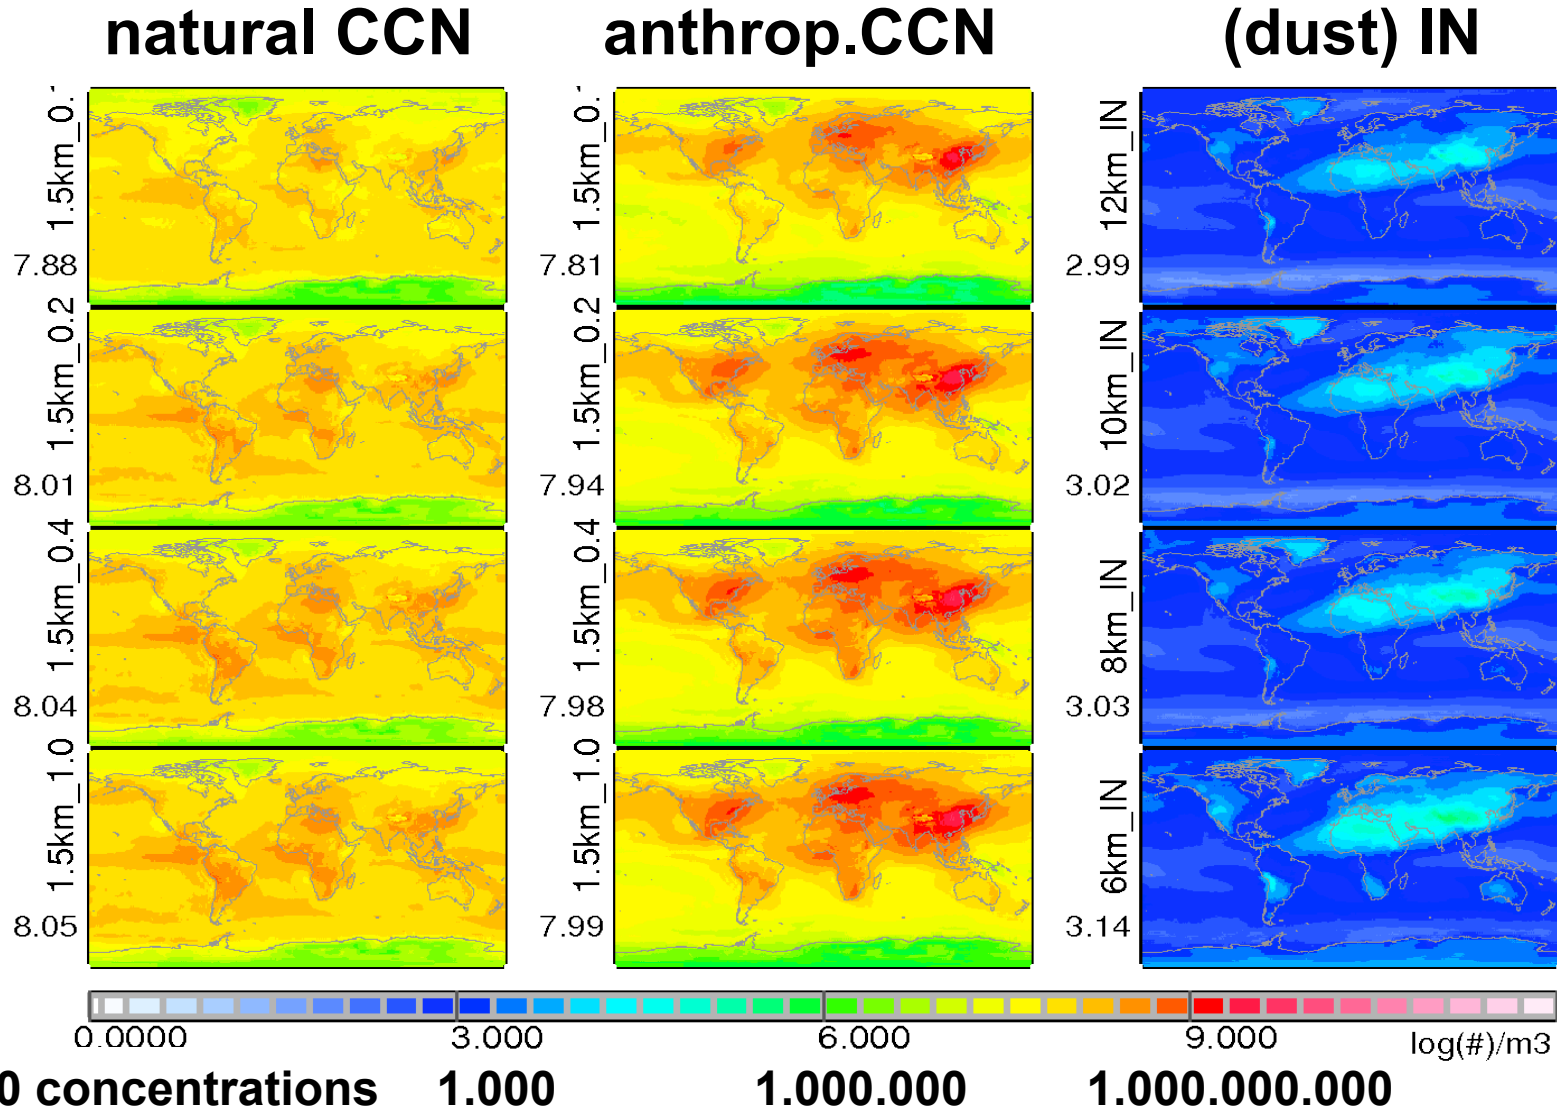 natural CCN anthrop.CCN (dust) IN
1.5km_0. 1.5km_0. 12km_IN
7.88 7.81 2.99
1.5km_0.2 1.5km_0.2 10km_IN
8.01 7.94 3.02
1.5km_0.4 1.5km_0.4 8km_IN
8.04 7.98 3.03
1.5km_1.0 1.5km_1.0 6km_IN
8.05 7.99 3.14
0.0000 3.000 6.000 9.000 log(#)/m3
0 concentrations 1.000 1.000.000 1.000.000.000